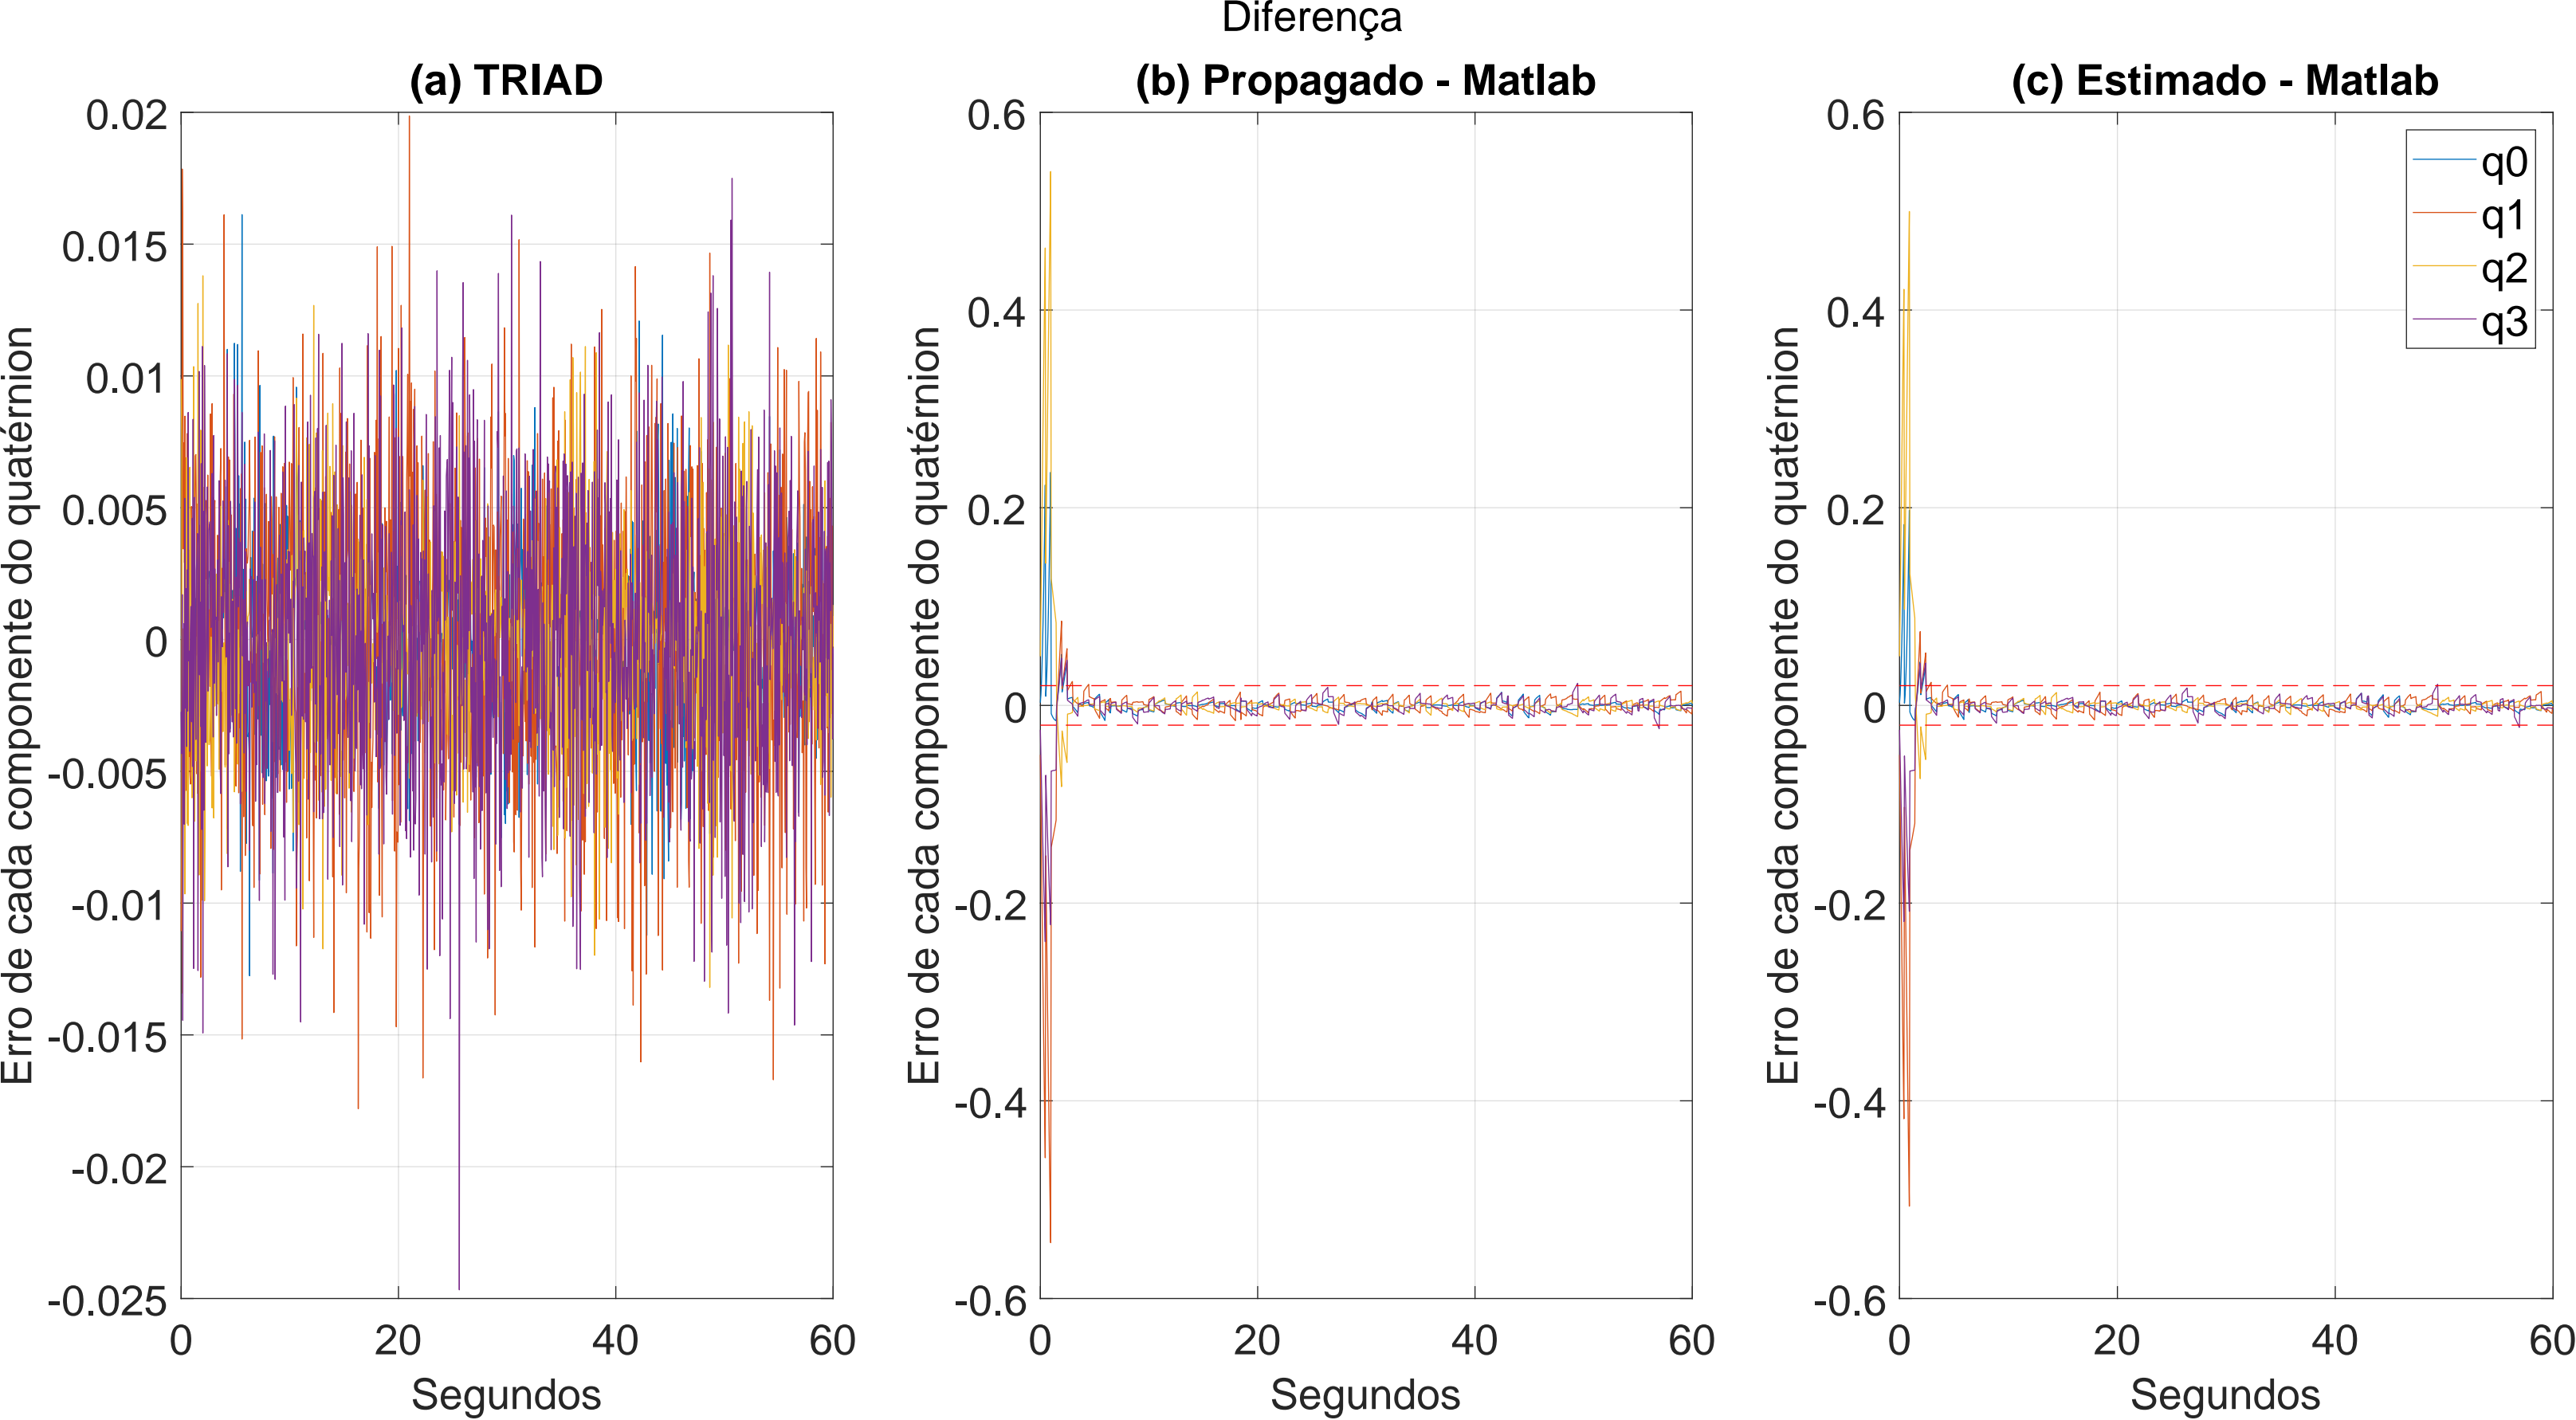 Diferença
(a) TRIAD
Erro de cada componente do quatérnion
0.02
0.015
0.01
0.005
0
-0.005
-0.01
-0.015
-0.02
-0.025
0 20 40 60
Segundos
(b) Propagado - Matlab
Erro de cada componente do quatérnion
0.6
0.4
0.2
0
-0.2
-0.4
-0.6
0 20 40 60
Segundos
(c) Estimado - Matlab
Erro de cada componente do quatérnion
0.6
0.4
0.2
0
-0.2
-0.4
-0.6
0 20 40 60
Segundos
q0
q1
q2
q3